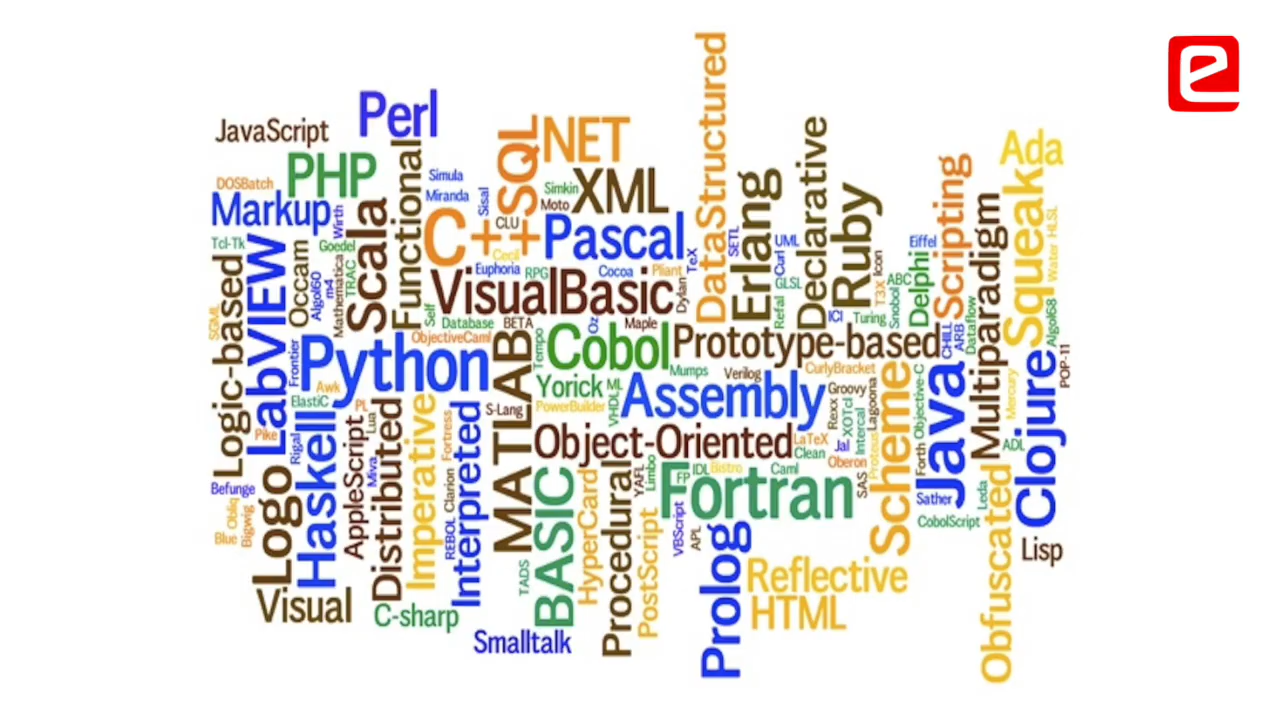 e
JavaScript
Perl
PHP
DOSBatch
Markup
Wirth
Tcl-Tk
Goedel
Functional
Simula
Miranda
Sisal
SQL
NET
CLU
Simkin
Moto
XML
C++
Cecil
Pascal
Euphoria
RPG
Cocoa
Pliant
TeX
VisualBasic
Dylan
DataStructured
SETL
Erlang
UML
Curl
GLSL
Refal
Declarative
Ruby
Icon
T3X
ABC
Snobol
Eiffel
Delphi
Scripting
Ada
Squeak
HLSL
Water
Multiparadigm
Algol68
Dataflow
ARB
CHILL
ICI
Turing
SGML
Logic-based
LabVIEW
Occam
Algol60
m4
Mathematica
TRAC
Scala
Self
Database
BETA
ObjectiveCaml
Tempo
Oz
Maple
Cobol
Prototype-based
Frontier
Python
Awk
MATLAB
Yorick
ML
Mumps
Verilog
CurlyBracket
Assembly
Groovy
ElastiC
PL
Lua
S-Lang
PowerBuilder
VHDL
Rexx
XOTcl
Intercal
Lagoona
Scheme
Objective-C
Forth
Java
Mercury
POP-11
Clojure
ADL
Pike
Rigal
Haskell
AppleScript
Miva
Distributed
Imperative
Fortress
Interpreted
Object-Oriented
LaTeX
Clean
Jal
Oberon
Proteus
Befunge
Obliq
Blue
Bigwig
Logo
Clarion
REBOL
BASIC
HyperCard
Procedural
YAFL
Limbo
FP
IDL
Bistro
Caml
Fortran
SAS
Sather
CobolScript
Leda
Obfuscated
Lisp
Visual
C-sharp
TADS
Smalltalk
PostScript
VBScript
APL
Prolog
Reflective
HTML